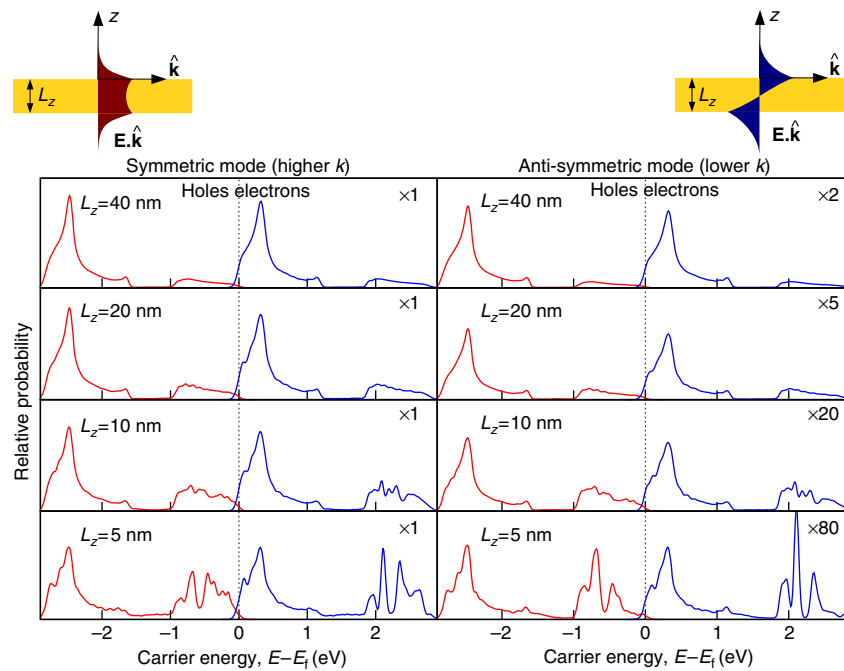 z
k̂
L_z
E.k̂
z
k̂
L_z
E.k̂
Symmetric mode (higher k)
Anti-symmetric mode (lower k)
Holes electrons
Holes electrons
L_z=40 nm
×1
L_z=40 nm
×2
L_z=20 nm
×1
L_z=20 nm
×5
L_z=10 nm
×1
L_z=10 nm
×20
L_z=5 nm
×1
L_z=5 nm
×80
Relative probability
−2 −1 0 1 2
−2 −1 0 1 2
Carrier energy, E−E_f (eV)
Carrier energy, E−E_f (eV)